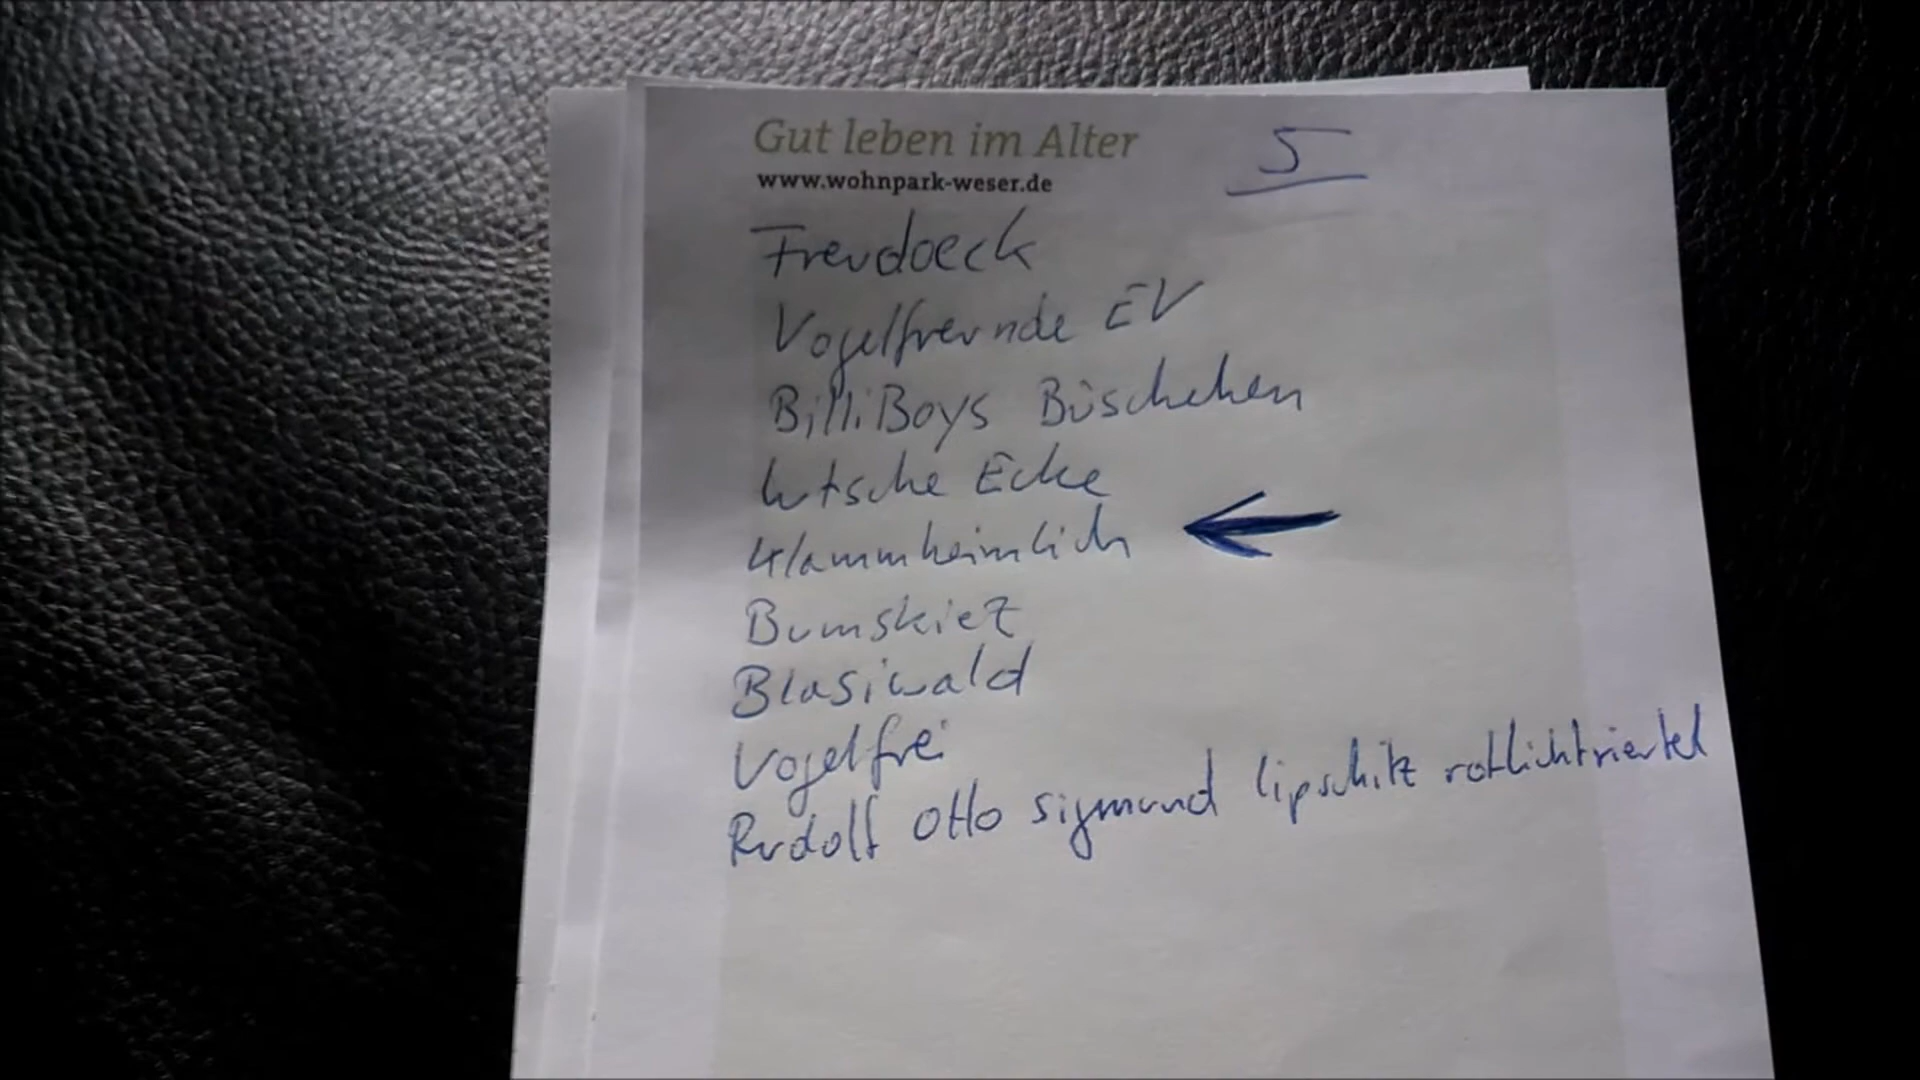 Gut leben im Alter
5
www.wohnpark-weser.de
Freudoeck
Vogelfreunde EV
BilliBoys Büschchen
lutsche Ecke
klammheimlich
Bumskiez
Blasiwald
Vogelfrei
Rudolf Otto sigmund lipschitz rotlichtviertel